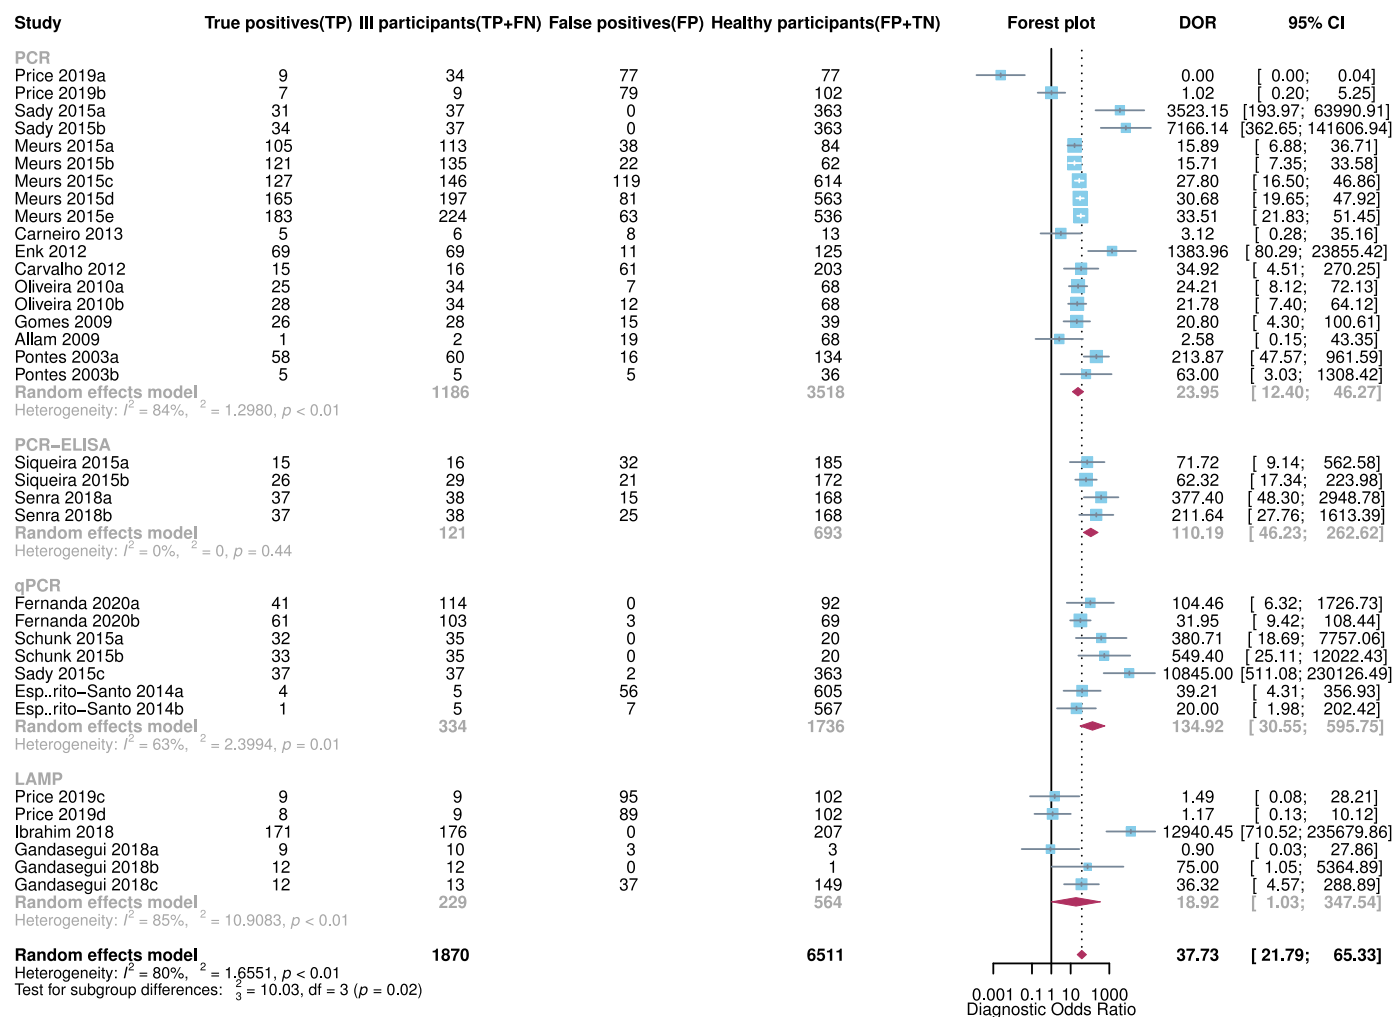 Study True positives(TP) Ill participants(TP+FN) False positives(FP) Healthy participants(FP+TN) Forest plot DOR 95% CI
PCR
Price 2019a 9 34 77 77 0.00 [ 0.00; 0.04]
Price 2019b 7 9 79 102 1.02 [ 0.20; 5.25]
Sady 2015a 31 37 0 363 3523.15 [193.97; 63990.91]
Sady 2015b 34 37 0 363 7166.14 [362.65; 141606.94]
Meurs 2015a 105 113 38 84 15.89 [ 6.88; 36.71]
Meurs 2015b 121 135 22 62 15.71 [ 7.35; 33.58]
Meurs 2015c 127 146 119 614 27.80 [ 16.50; 46.86]
Meurs 2015d 165 197 81 563 30.68 [ 19.65; 47.92]
Meurs 2015e 183 224 63 536 33.51 [ 21.83; 51.45]
Carneiro 2013 5 6 8 13 3.12 [ 0.28; 35.16]
Enk 2012 69 69 11 125 1383.96 [ 80.29; 23855.42]
Carvalho 2012 15 16 61 203 34.92 [ 4.51; 270.25]
Oliveira 2010a 25 34 7 68 24.21 [ 8.12; 72.13]
Oliveira 2010b 28 34 12 68 21.78 [ 7.40; 64.12]
Gomes 2009 26 28 15 39 20.80 [ 4.30; 100.61]
Allam 2009 1 2 19 68 2.58 [ 0.15; 43.35]
Pontes 2003a 58 60 16 134 213.87 [ 47.57; 961.59]
Pontes 2003b 5 5 5 36 63.00 [ 3.03; 1308.42]
Random effects model 1186 3518 23.95 [ 12.40; 46.27]
Heterogeneity: I² = 84%, ² = 1.2980, p < 0.01
PCR−ELISA
Siqueira 2015a 15 16 32 185 71.72 [ 9.14; 562.58]
Siqueira 2015b 26 29 21 172 62.32 [ 17.34; 223.98]
Senra 2018a 37 38 15 168 377.40 [ 48.30; 2948.78]
Senra 2018b 37 38 25 168 211.64 [ 27.76; 1613.39]
Random effects model 121 693 110.19 [ 46.23; 262.62]
Heterogeneity: I² = 0%, ² = 0, p = 0.44
qPCR
Fernanda 2020a 41 114 0 92 104.46 [ 6.32; 1726.73]
Fernanda 2020b 61 103 3 69 31.95 [ 9.42; 108.44]
Schunk 2015a 32 35 0 20 380.71 [ 18.69; 7757.06]
Schunk 2015b 33 35 0 20 549.40 [ 25.11; 12022.43]
Sady 2015c 37 37 2 363 10845.00 [511.08; 230126.49]
Esp..rito−Santo 2014a 4 5 56 605 39.21 [ 4.31; 356.93]
Esp..rito−Santo 2014b 1 5 7 567 20.00 [ 1.98; 202.42]
Random effects model 334 1736 134.92 [ 30.55; 595.75]
Heterogeneity: I² = 63%, ² = 2.3994, p = 0.01
LAMP
Price 2019c 9 9 95 102 1.49 [ 0.08; 28.21]
Price 2019d 8 9 89 102 1.17 [ 0.13; 10.12]
Ibrahim 2018 171 176 0 207 12940.45 [710.52; 235679.86]
Gandasegui 2018a 9 10 3 3 0.90 [ 0.03; 27.86]
Gandasegui 2018b 12 12 0 1 75.00 [ 1.05; 5364.89]
Gandasegui 2018c 12 13 37 149 36.32 [ 4.57; 288.89]
Random effects model 229 564 18.92 [ 1.03; 347.54]
Heterogeneity: I² = 85%, ² = 10.9083, p < 0.01
Random effects model 1870 6511 37.73 [ 21.79; 65.33]
Heterogeneity: I² = 80%, ² = 1.6551, p < 0.01
Test for subgroup differences: ²₃ = 10.03, df = 3 (p = 0.02)
0.001 0.1 1 10 1000
Diagnostic Odds Ratio